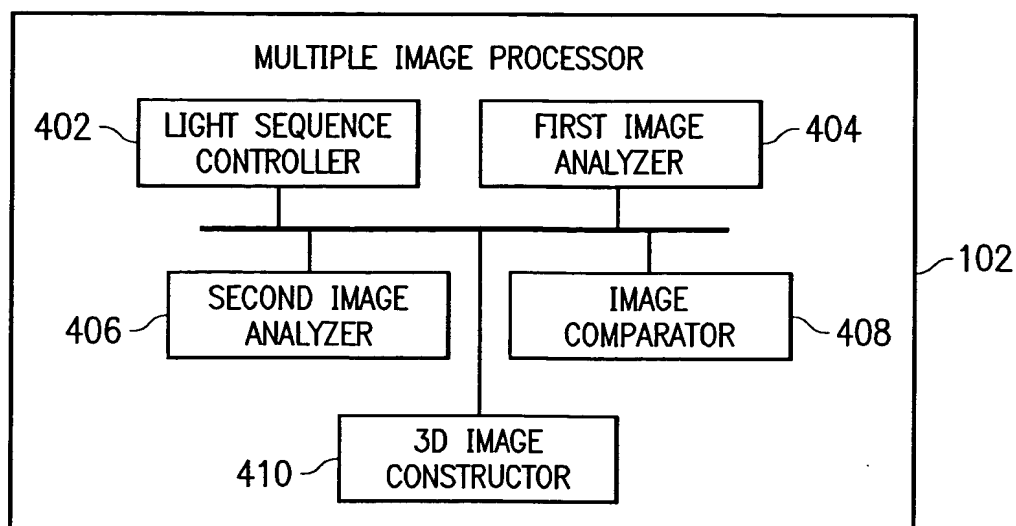 MULTIPLE IMAGE PROCESSOR
402
LIGHT SEQUENCE
CONTROLLER
FIRST IMAGE
ANALYZER
404
406
SECOND IMAGE
ANALYZER
IMAGE
COMPARATOR
408
102
410
3D IMAGE
CONSTRUCTOR